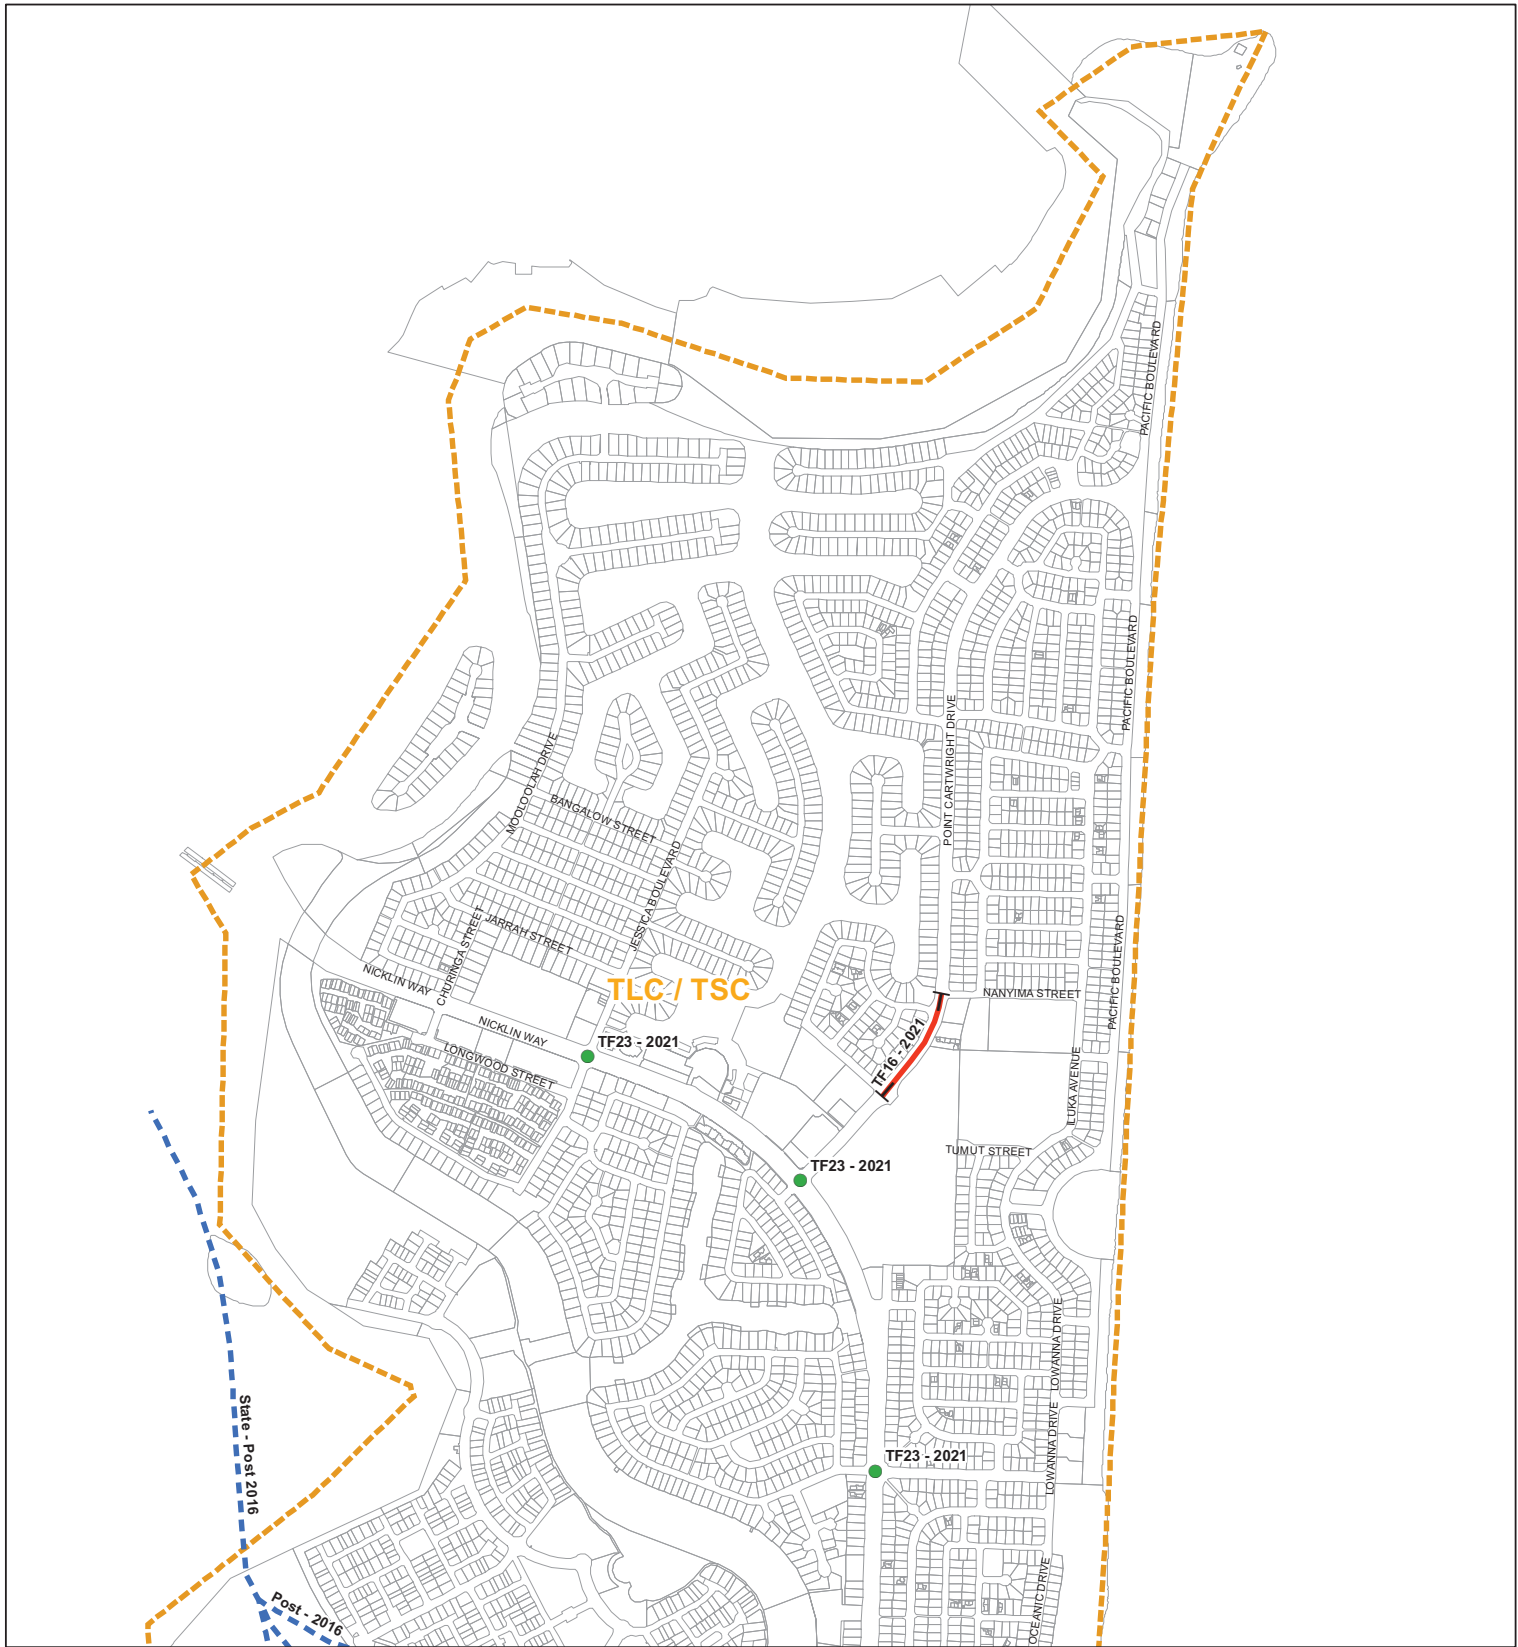 PACIFIC BOULEVARD
PACIFIC BOULEVARD
POINT CARTWRIGHT DRIVE
MOOLOOLAH DRIVE
BANGALOW STREET
JESSICA BOULEVARD
CHURINGA STREET
JARRAH STREET
PACIFIC BOULEVARD
NICKLIN WAY
TLC / TSC
NANYIMA STREET
NICKLIN WAY
TF23 - 2021
TF16 - 2021
LONGWOOD STREET
ILUKA AVENUE
TUMUT STREET
TF23 - 2021
LOWANNA DRIVE
LOWANNA DRIVE
State - Post 2016
TF23 - 2021
Post - 2016
OCEANIC DRIVE